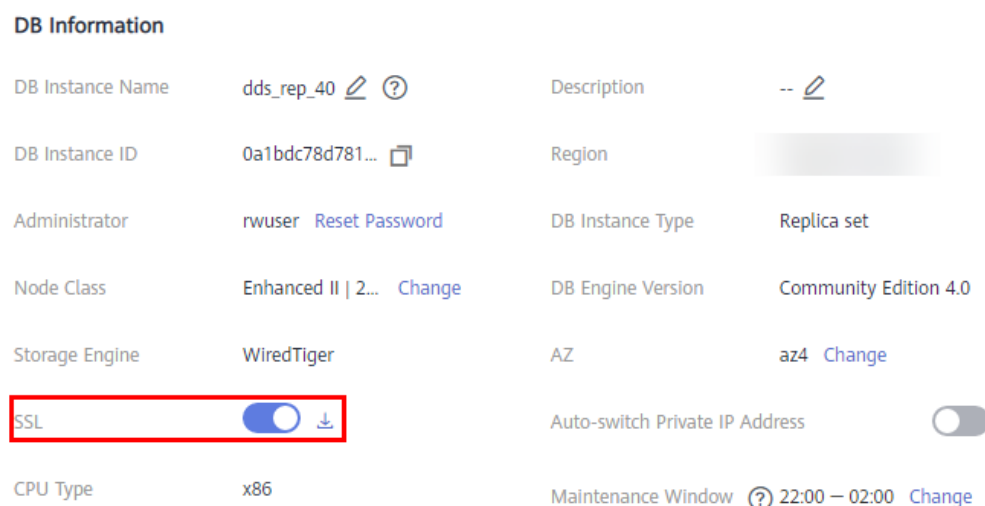 DB Information
DB Instance Name dds_rep_40 Description --
DB Instance ID 0a1bdc78d781... Region
Administrator rwuser Reset Password DB Instance Type Replica set
Node Class Enhanced II | 2... Change DB Engine Version Community Edition 4.0
Storage Engine WiredTiger AZ az4 Change
SSL Auto-switch Private IP Address
CPU Type x86 Maintenance Window 22:00 — 02:00 Change